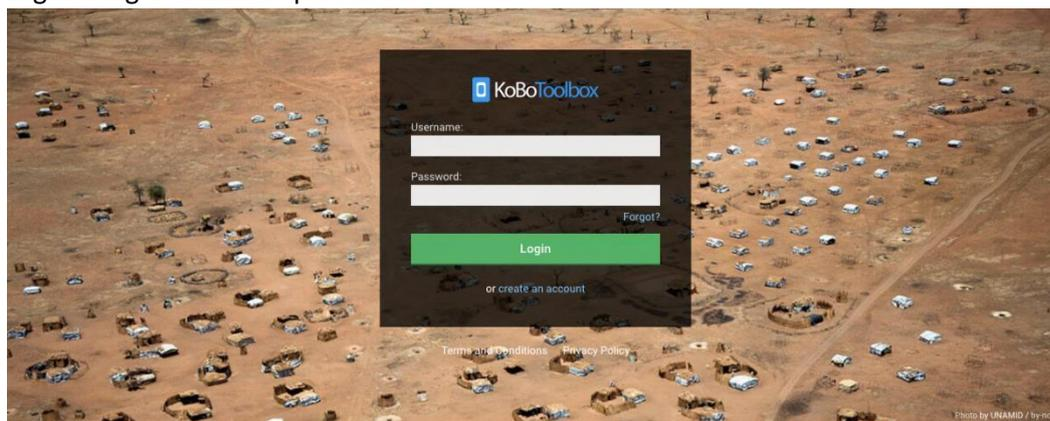 KoBoToolbox
Username:
Password:
Forgot?
Login
or create an account
Terms and Conditions Privacy Policy
Photo by UNAMID / by-nc